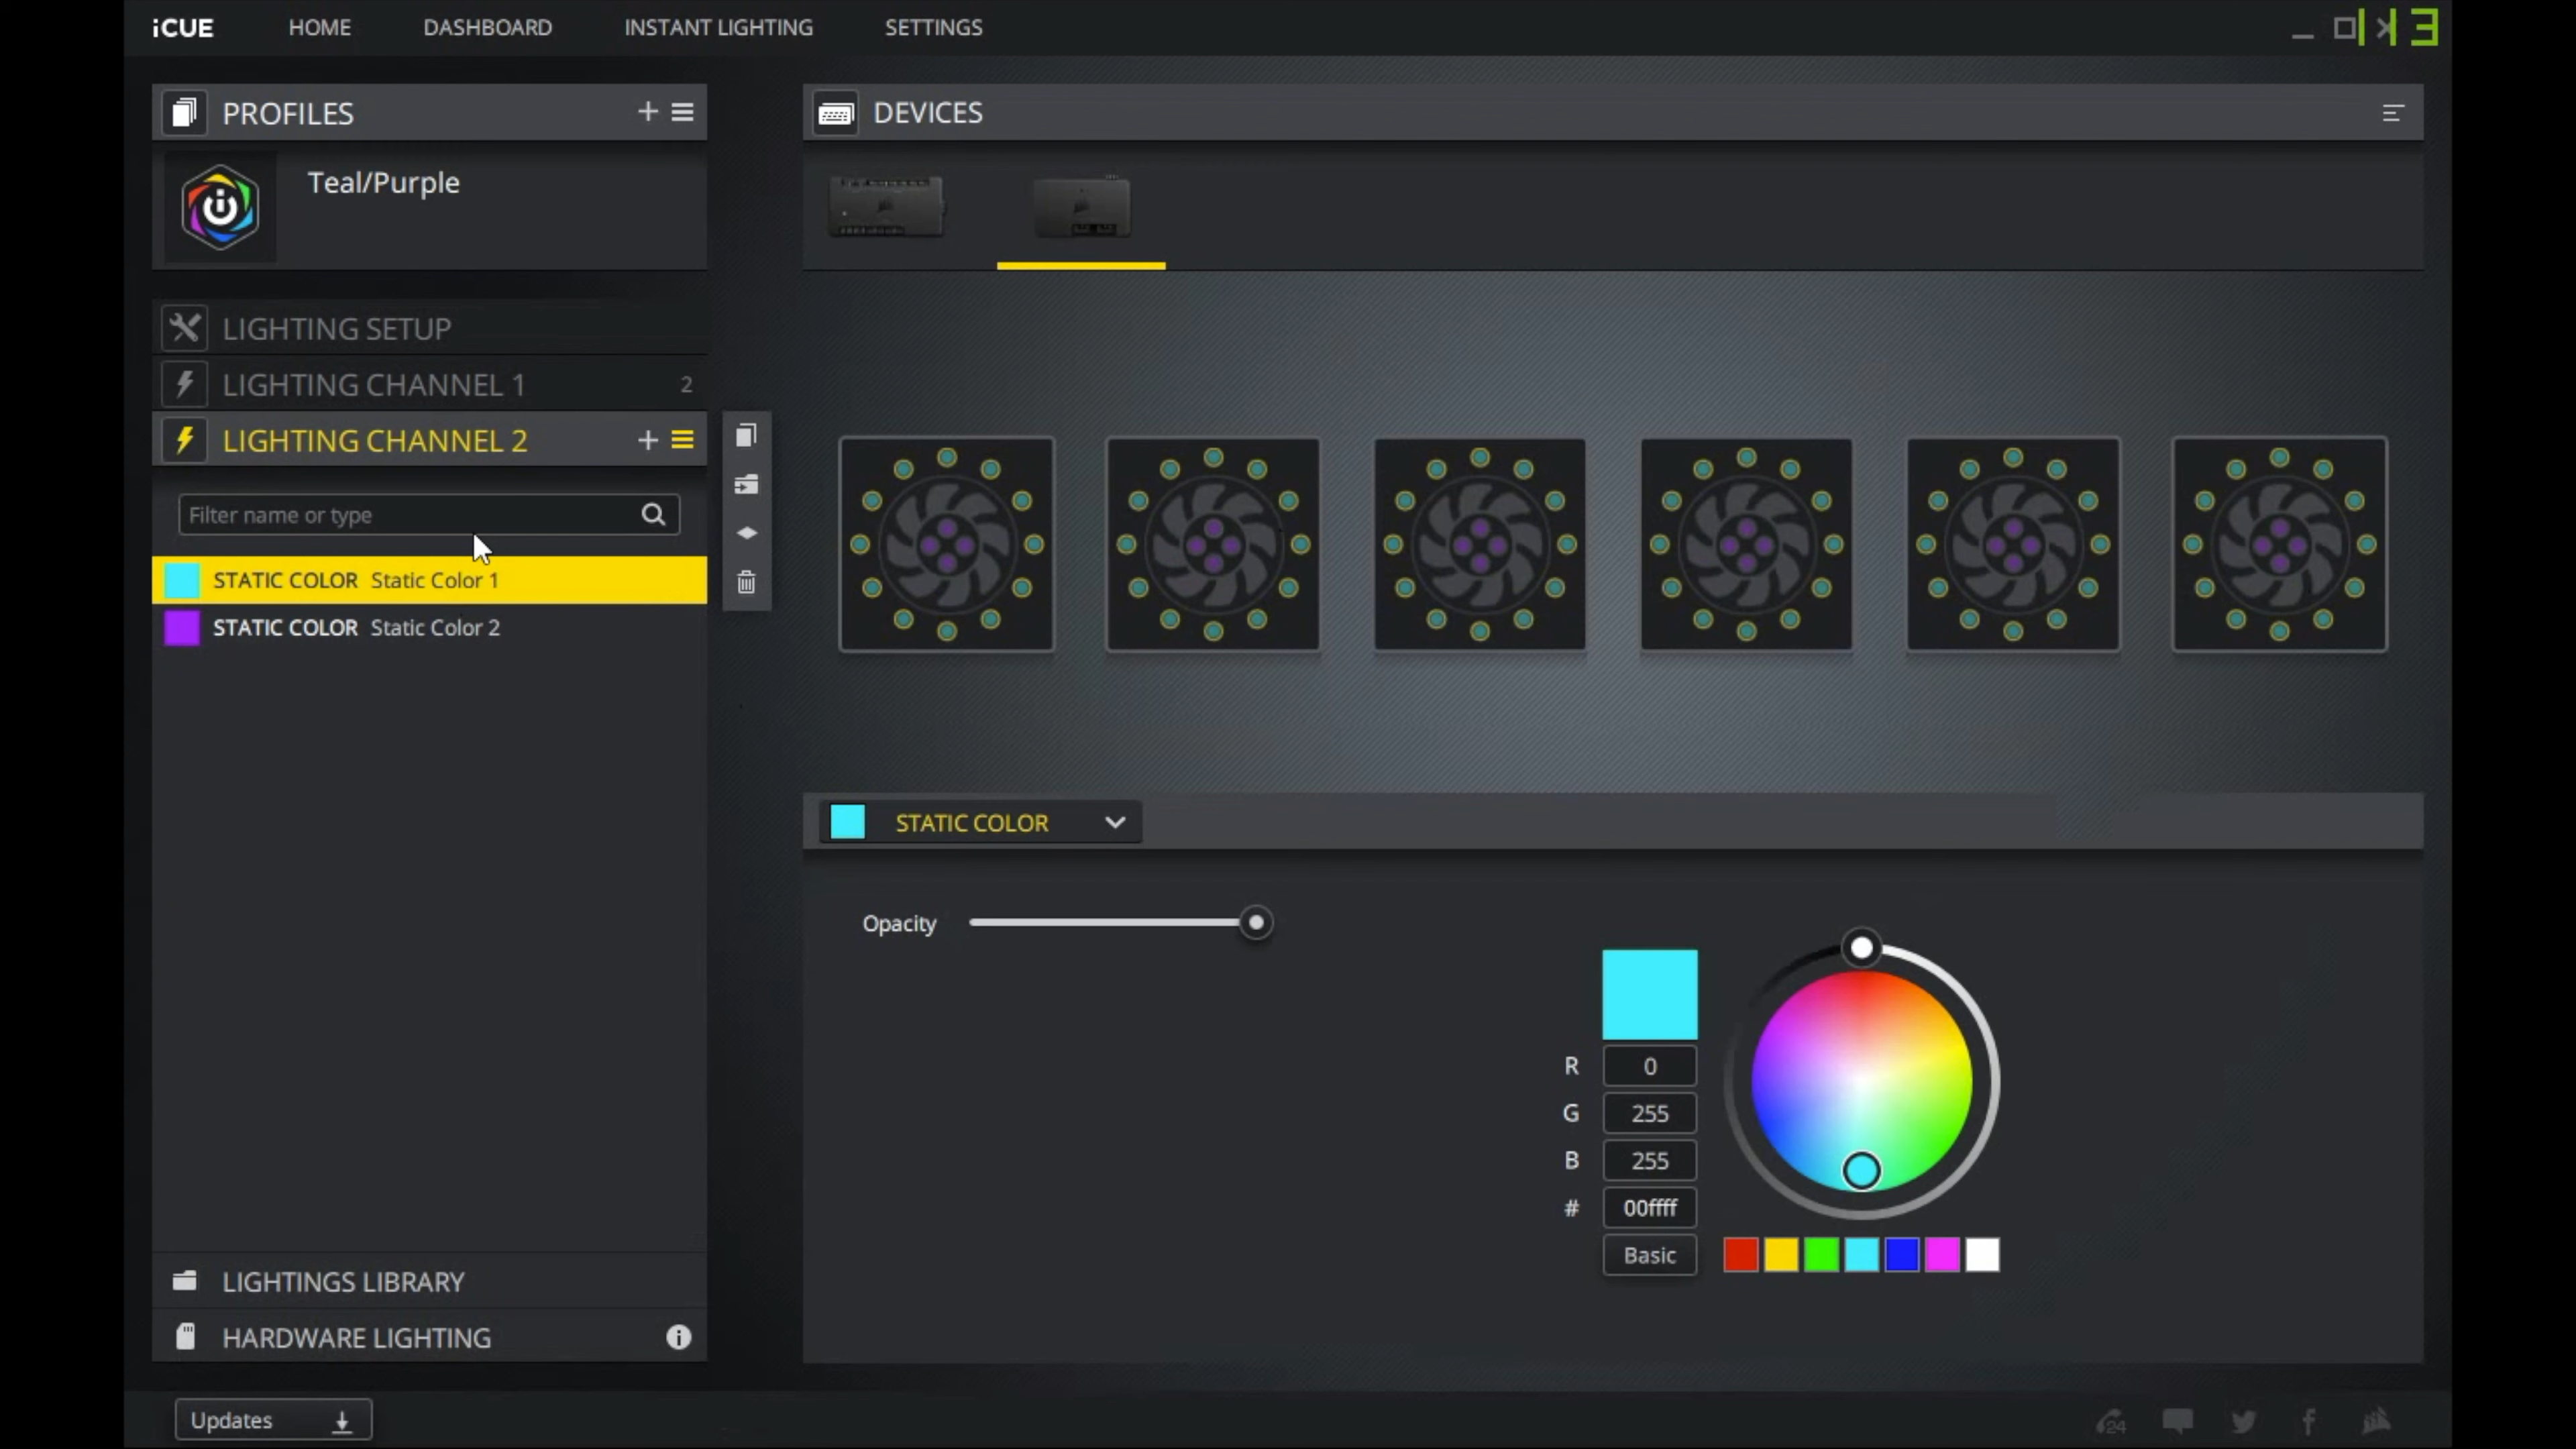 iCUE HOME DASHBOARD INSTANT LIGHTING SETTINGS
PROFILES
Teal/Purple
LIGHTING SETUP
LIGHTING CHANNEL 1 2
LIGHTING CHANNEL 2
Filter name or type
STATIC COLOR Static Color 1
STATIC COLOR Static Color 2
LIGHTINGS LIBRARY
HARDWARE LIGHTING
Updates
DEVICES
STATIC COLOR
Opacity
R 0
G 255
B 255
# 00ffff
Basic
24